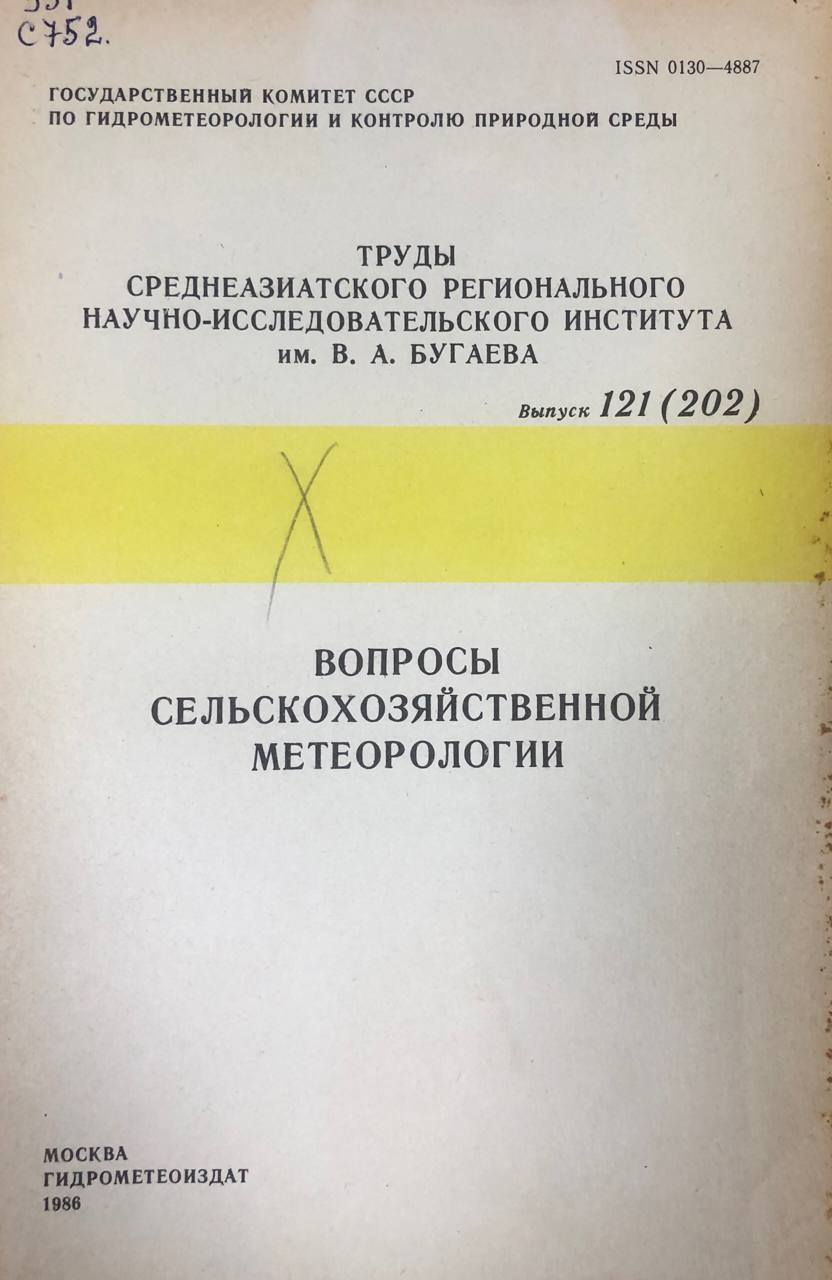 С752.
ISSN 0130—4887
ГОСУДАРСТВЕННЫЙ КОМИТЕТ СССР
ПО ГИДРОМЕТЕОРОЛОГИИ И КОНТРОЛЮ ПРИРОДНОЙ СРЕДЫ
ТРУДЫ
СРЕДНЕАЗИАТСКОГО РЕГИОНАЛЬНОГО
НАУЧНО-ИССЛЕДОВАТЕЛЬСКОГО ИНСТИТУТА
им. В. А. БУГАЕВА
Выпуск 121 (202)
ВОПРОСЫ
СЕЛЬСКОХОЗЯЙСТВЕННОЙ
МЕТЕОРОЛОГИИ
МОСКВА
ГИДРОМЕТЕОИЗДАТ
1986